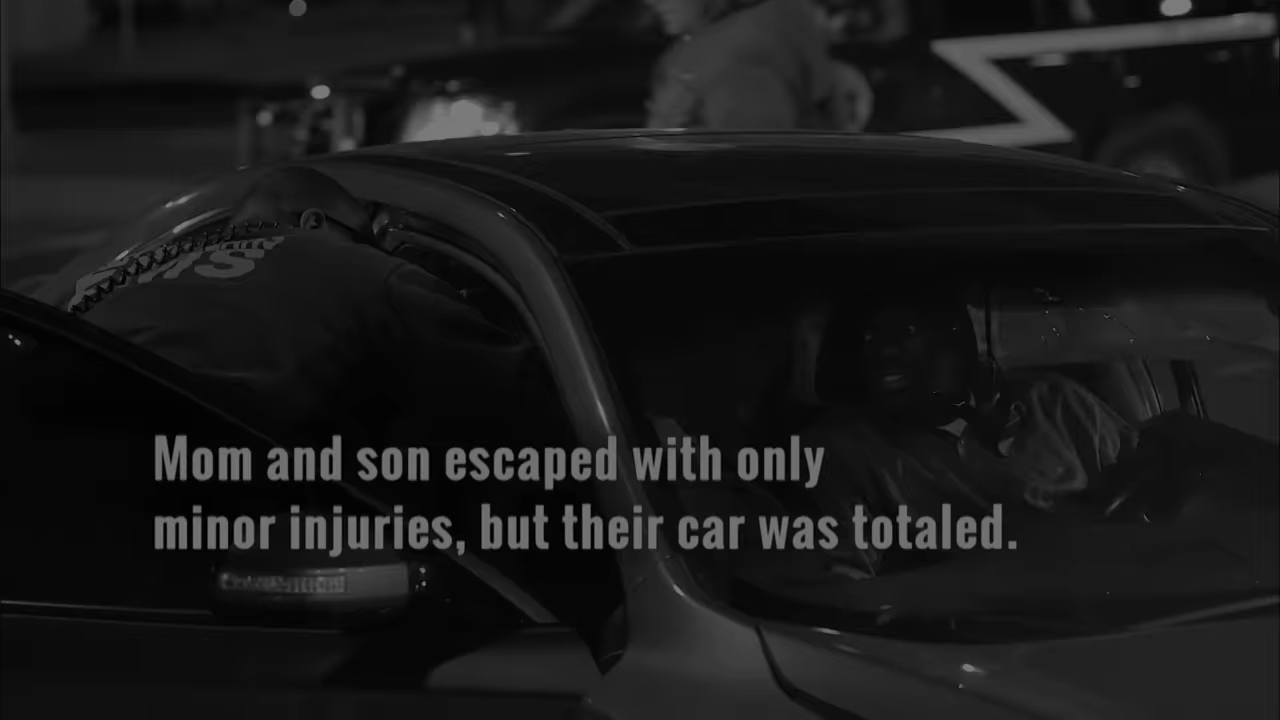 Mom and son escaped with only
minor injuries, but their car was totaled.